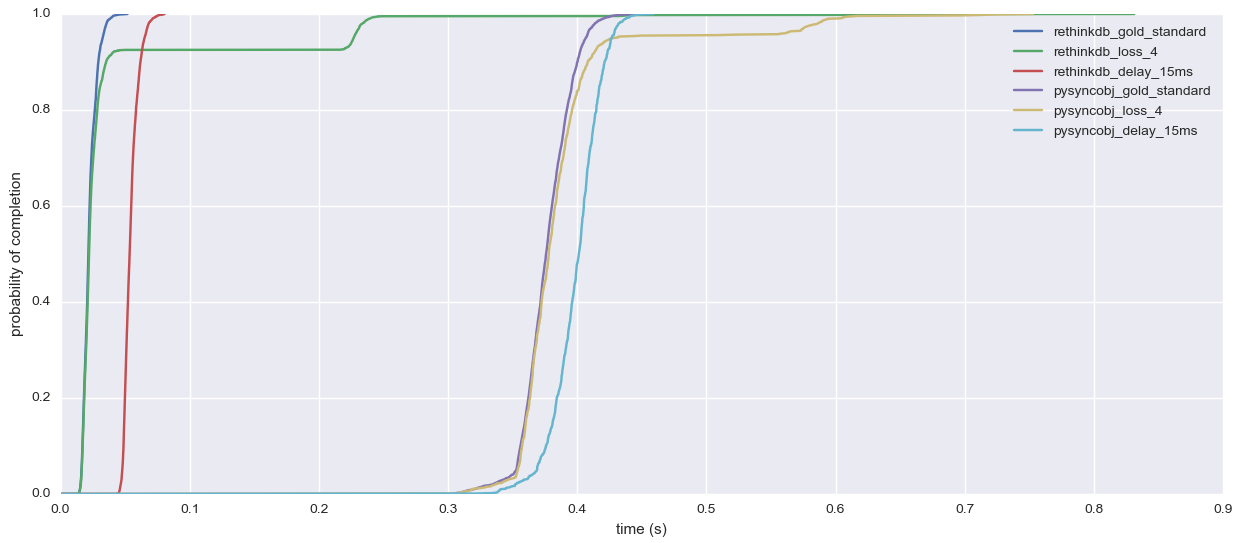 1.0
0.8
0.6
0.4
0.2
0.0
probability of completion
rethinkdb_gold_standard
rethinkdb_loss_4
rethinkdb_delay_15ms
pysyncobj_gold_standard
pysyncobj_loss_4
pysyncobj_delay_15ms
0.0 0.1 0.2 0.3 0.4 0.5 0.6 0.7 0.8 0.9
time (s)